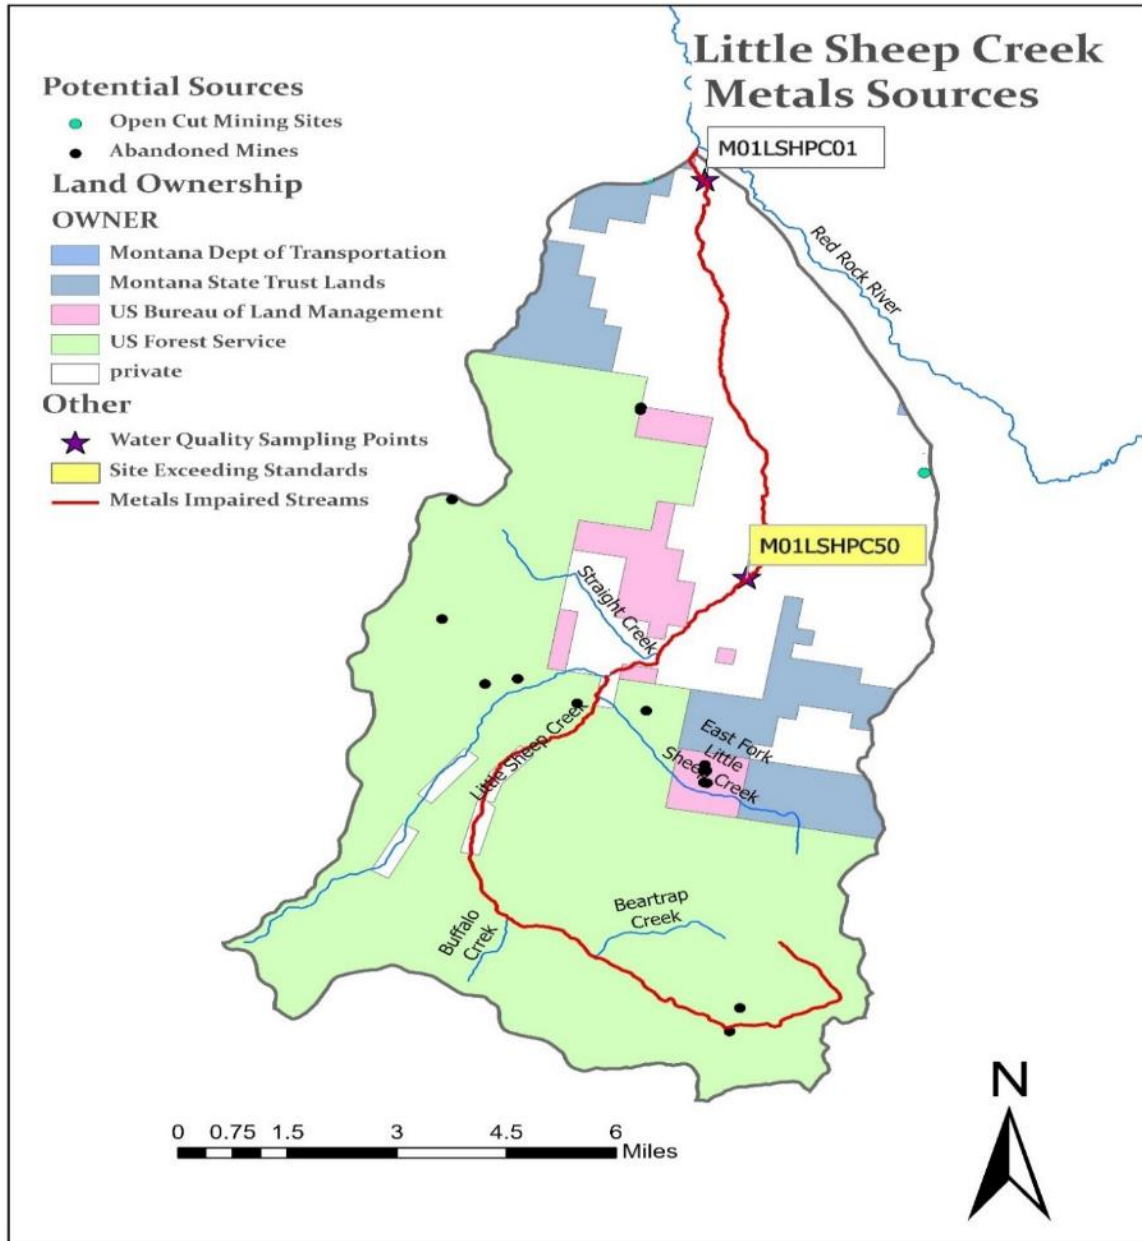 Little Sheep Creek
Metals Sources
Potential Sources
Open Cut Mining Sites
Abandoned Mines
Land Ownership
OWNER
Montana Dept of Transportation
Montana State Trust Lands
US Bureau of Land Management
US Forest Service
private
Other
Water Quality Sampling Points
Site Exceeding Standards
Metals Impaired Streams
M01LSHPC01
Red Rock River
M01LSHPC50
Straight Creek
Little Sheep Creek
East Fork
Little
Sheep Creek
Beartrap
Creek
Buffalo
Crrek
N
0 0.75 1.5 3 4.5 6
Miles